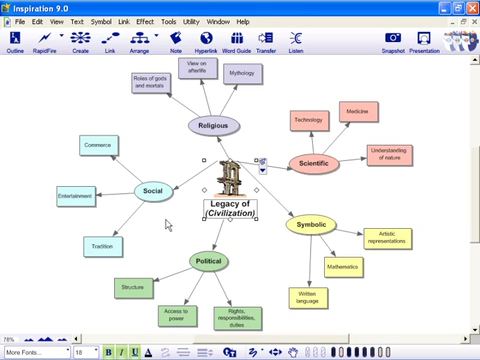 Inspiration 9.0
File Edit View Text Symbol Link Effect Tools Utility Window Help
Outline RapidFire Create Link Arrange Note Hyperlink Word Guide Transfer Listen Snapshot Presentation
View on
afterlife
Roles of gods
and mortals
Mythology
Religious
Technology
Medicine
Understanding
of nature
Scientific
Commerce
Entertainment
Tradition
Social
Legacy of
(Civilization)
Symbolic
Artistic
representations
Mathematics
Written
language
Political
Structure
Access to
power
Rights,
responsibilities,
duties
78%
More Fonts... 18 B I U A